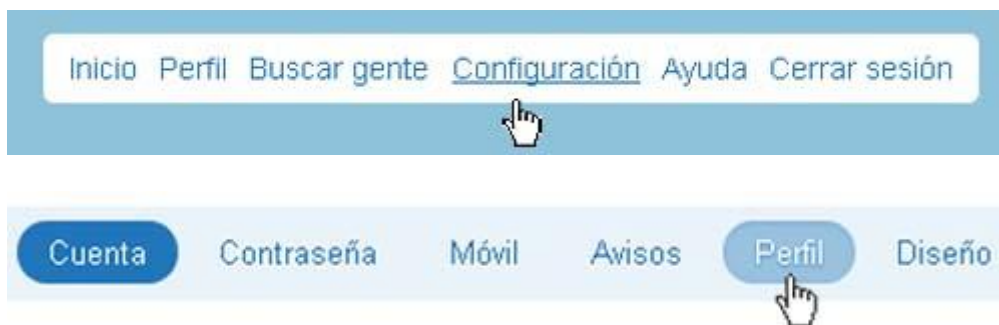 Inicio Perfil Buscar gente Configuración Ayuda Cerrar sesión
Cuenta Contraseña Móvil Avisos Perfil Diseño